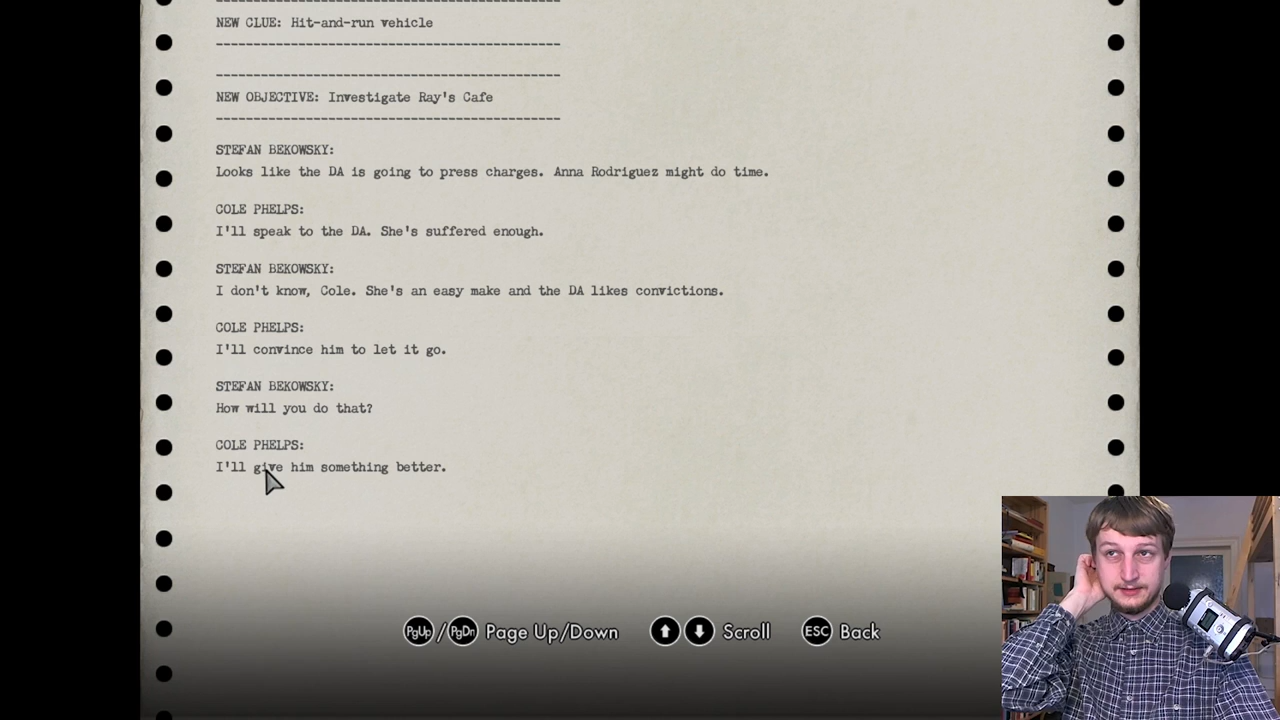 --------------------------------------------
NEW CLUE: Hit-and-run vehicle
----------------------------------------------
----------------------------------------------
NEW OBJECTIVE: Investigate Ray's Cafe
----------------------------------------------
STEFAN BEKOWSKY:
Looks like the DA is going to press charges. Anna Rodriguez might do time.
COLE PHELPS:
I'll speak to the DA. She's suffered enough.
STEFAN BEKOWSKY:
I don't know, Cole. She's an easy make and the DA likes convictions.
COLE PHELPS:
I'll convince him to let it go.
STEFAN BEKOWSKY:
How will you do that?
COLE PHELPS:
I'll give him something better.
PgUp/PgDn Page Up/Down Scroll ESC Back